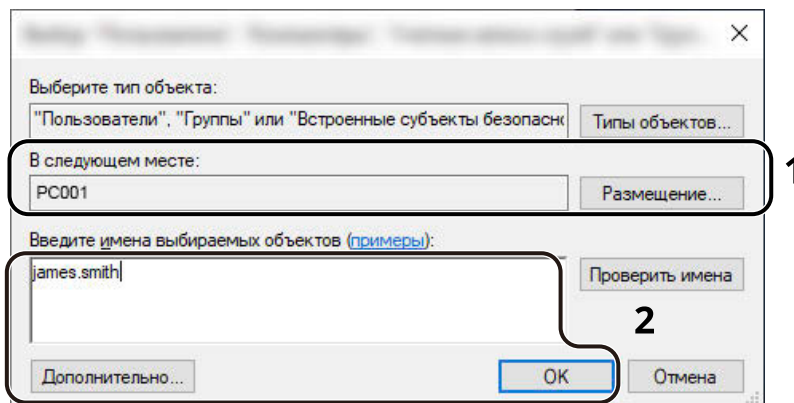 Выберите тип объекта:
"Пользователи", "Группы" или "Встроенные субъекты безопасно
Типы объектов...
В следующем месте:
1
PC001
Размещение...
Введите имена выбираемых объектов (примеры):
james.smith
Проверить имена
2
Дополнительно...
OK
Отмена